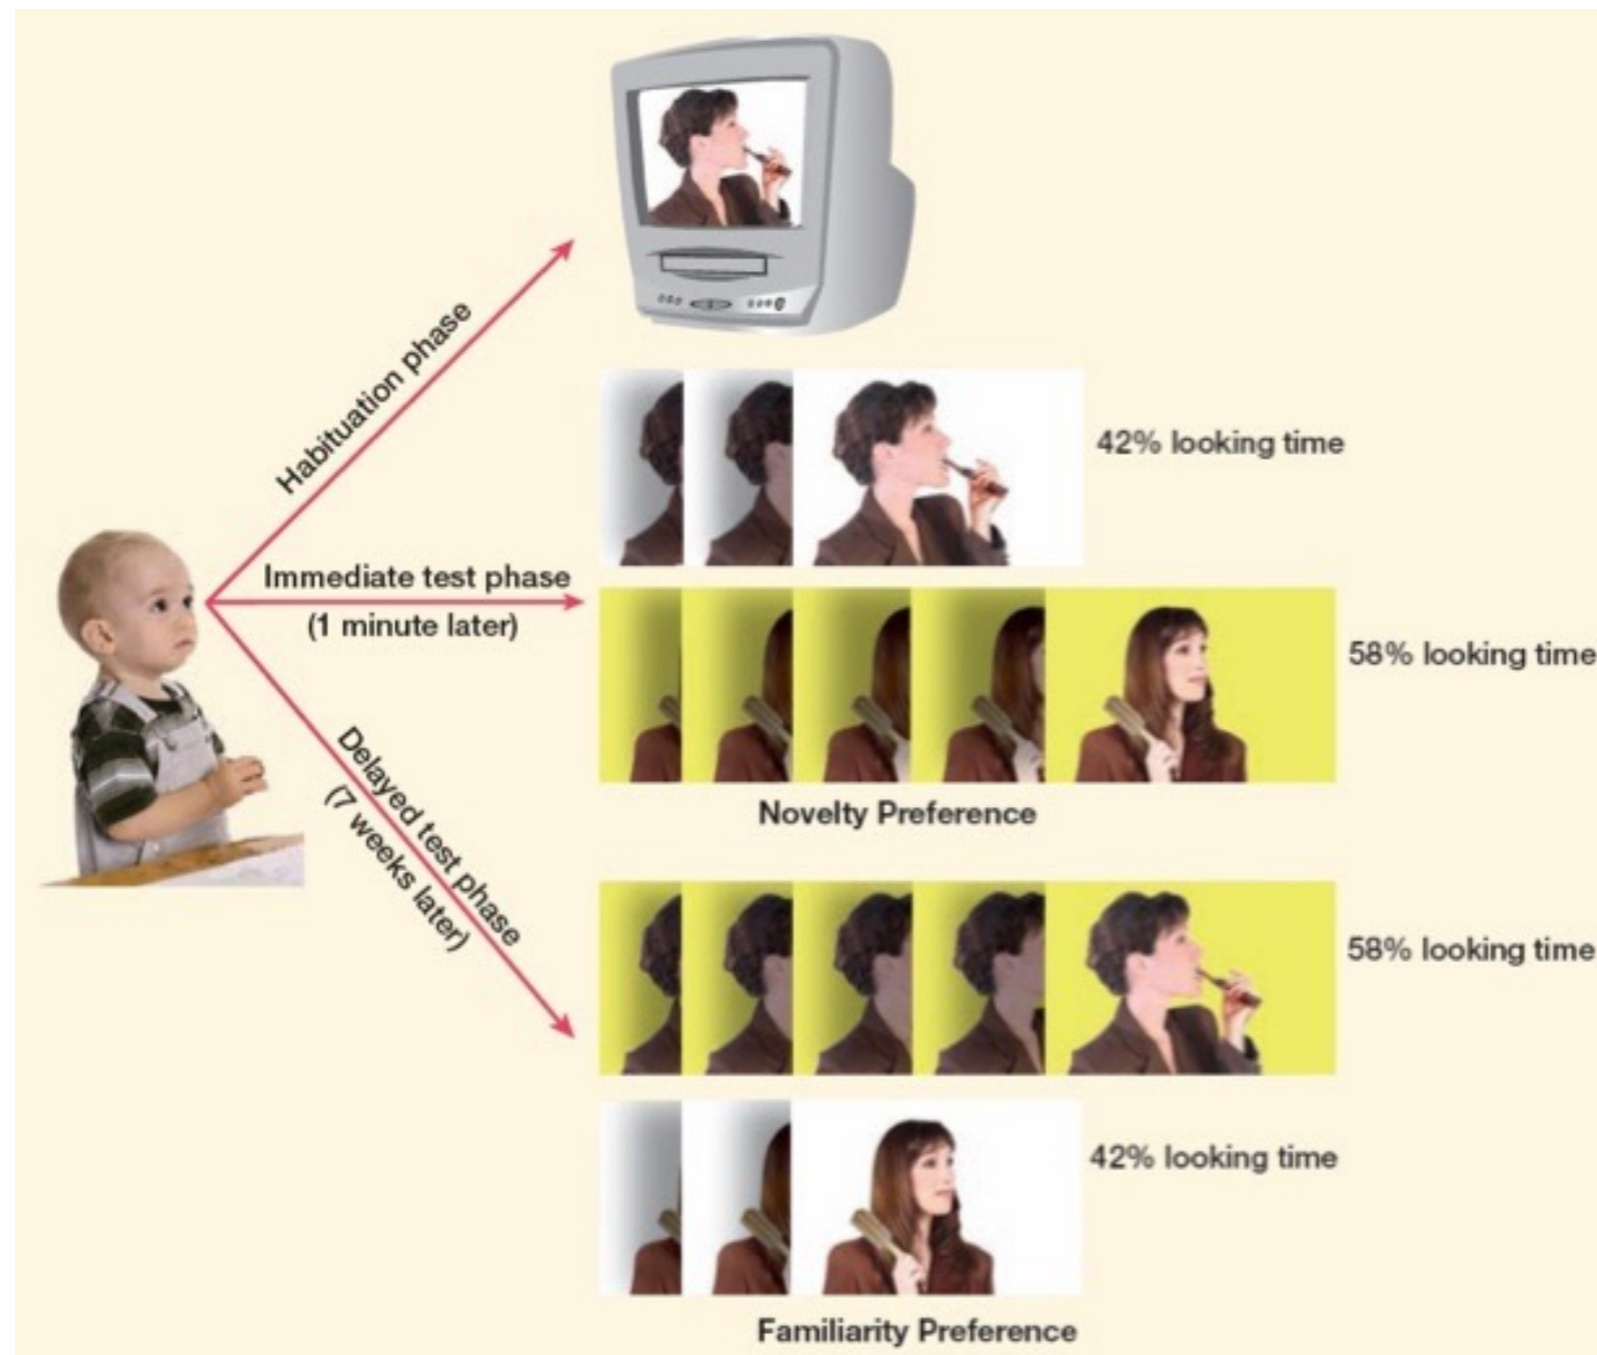 Habituation phase
42% looking time
Immediate test phase
(1 minute later)
58% looking time
Novelty Preference
Delayed test phase
(7 weeks later)
58% looking time
42% looking time
Familiarity Preference